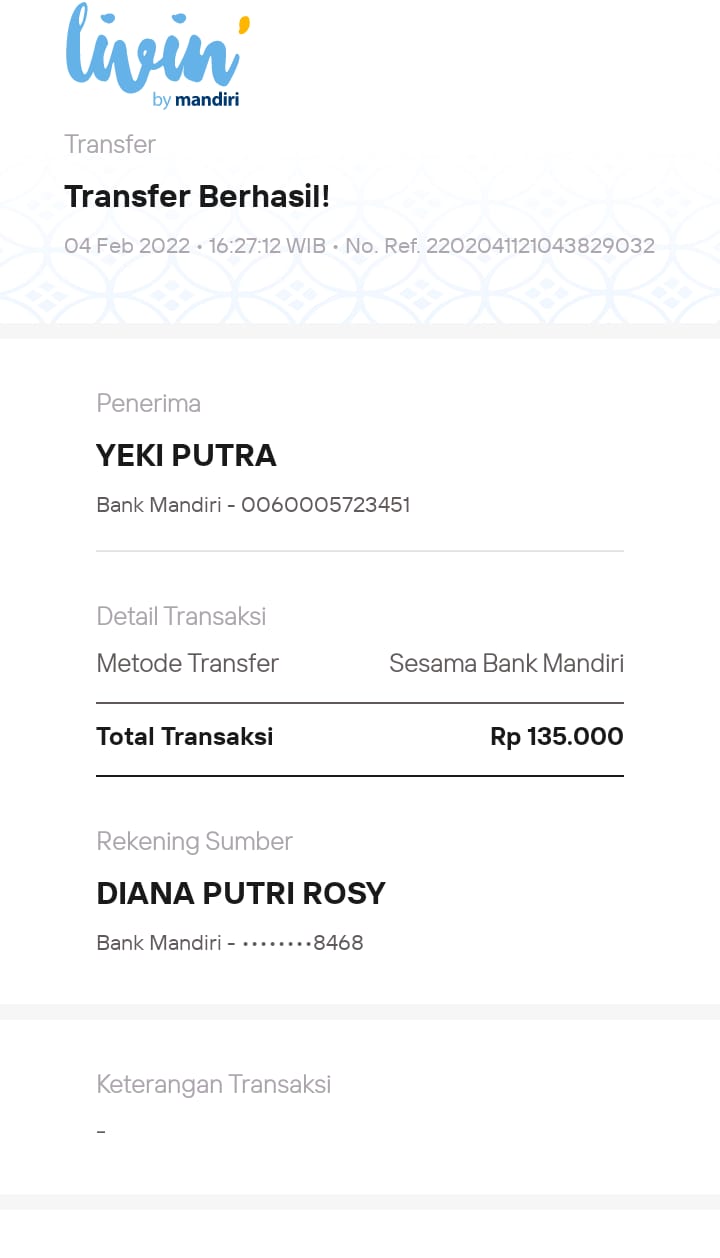 livin'
by mandiri
Transfer
Transfer Berhasil!
04 Feb 2022 • 16:27:12 WIB • No. Ref. 2202041121043829032
Penerima
YEKI PUTRA
Bank Mandiri - 0060005723451
Detail Transaksi
Metode Transfer Sesama Bank Mandiri
Total Transaksi Rp 135.000
Rekening Sumber
DIANA PUTRI ROSY
Bank Mandiri - ••••••••8468
Keterangan Transaksi
-